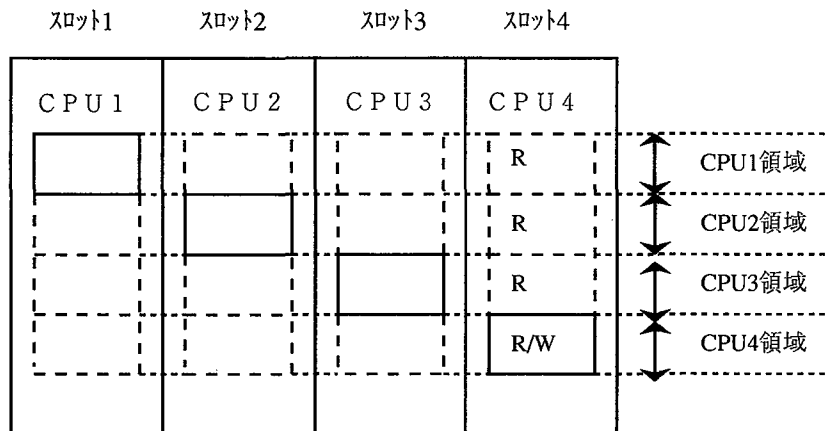 ｽﾛｯﾄ1 ｽﾛｯﾄ2 ｽﾛｯﾄ3 ｽﾛｯﾄ4
ＣＰＵ１ ＣＰＵ２ ＣＰＵ３ ＣＰＵ４
R CPU1領域
R CPU2領域
R CPU3領域
R/W CPU4領域